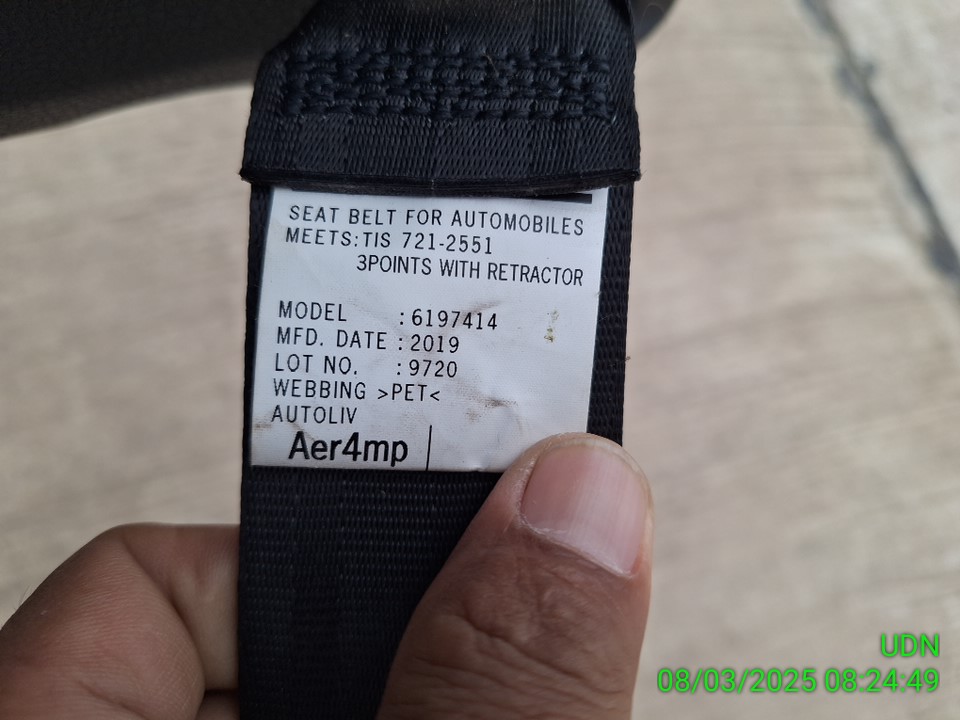 SEAT BELT FOR AUTOMOBILES
MEETS:TIS 721-2551
3POINTS WITH RETRACTOR
MODEL :6197414
MFD. DATE :2019
LOT NO. :9720
WEBBING >PET<
AUTOLIV
Aer4mp
UDN
08/03/2025 08:24:49